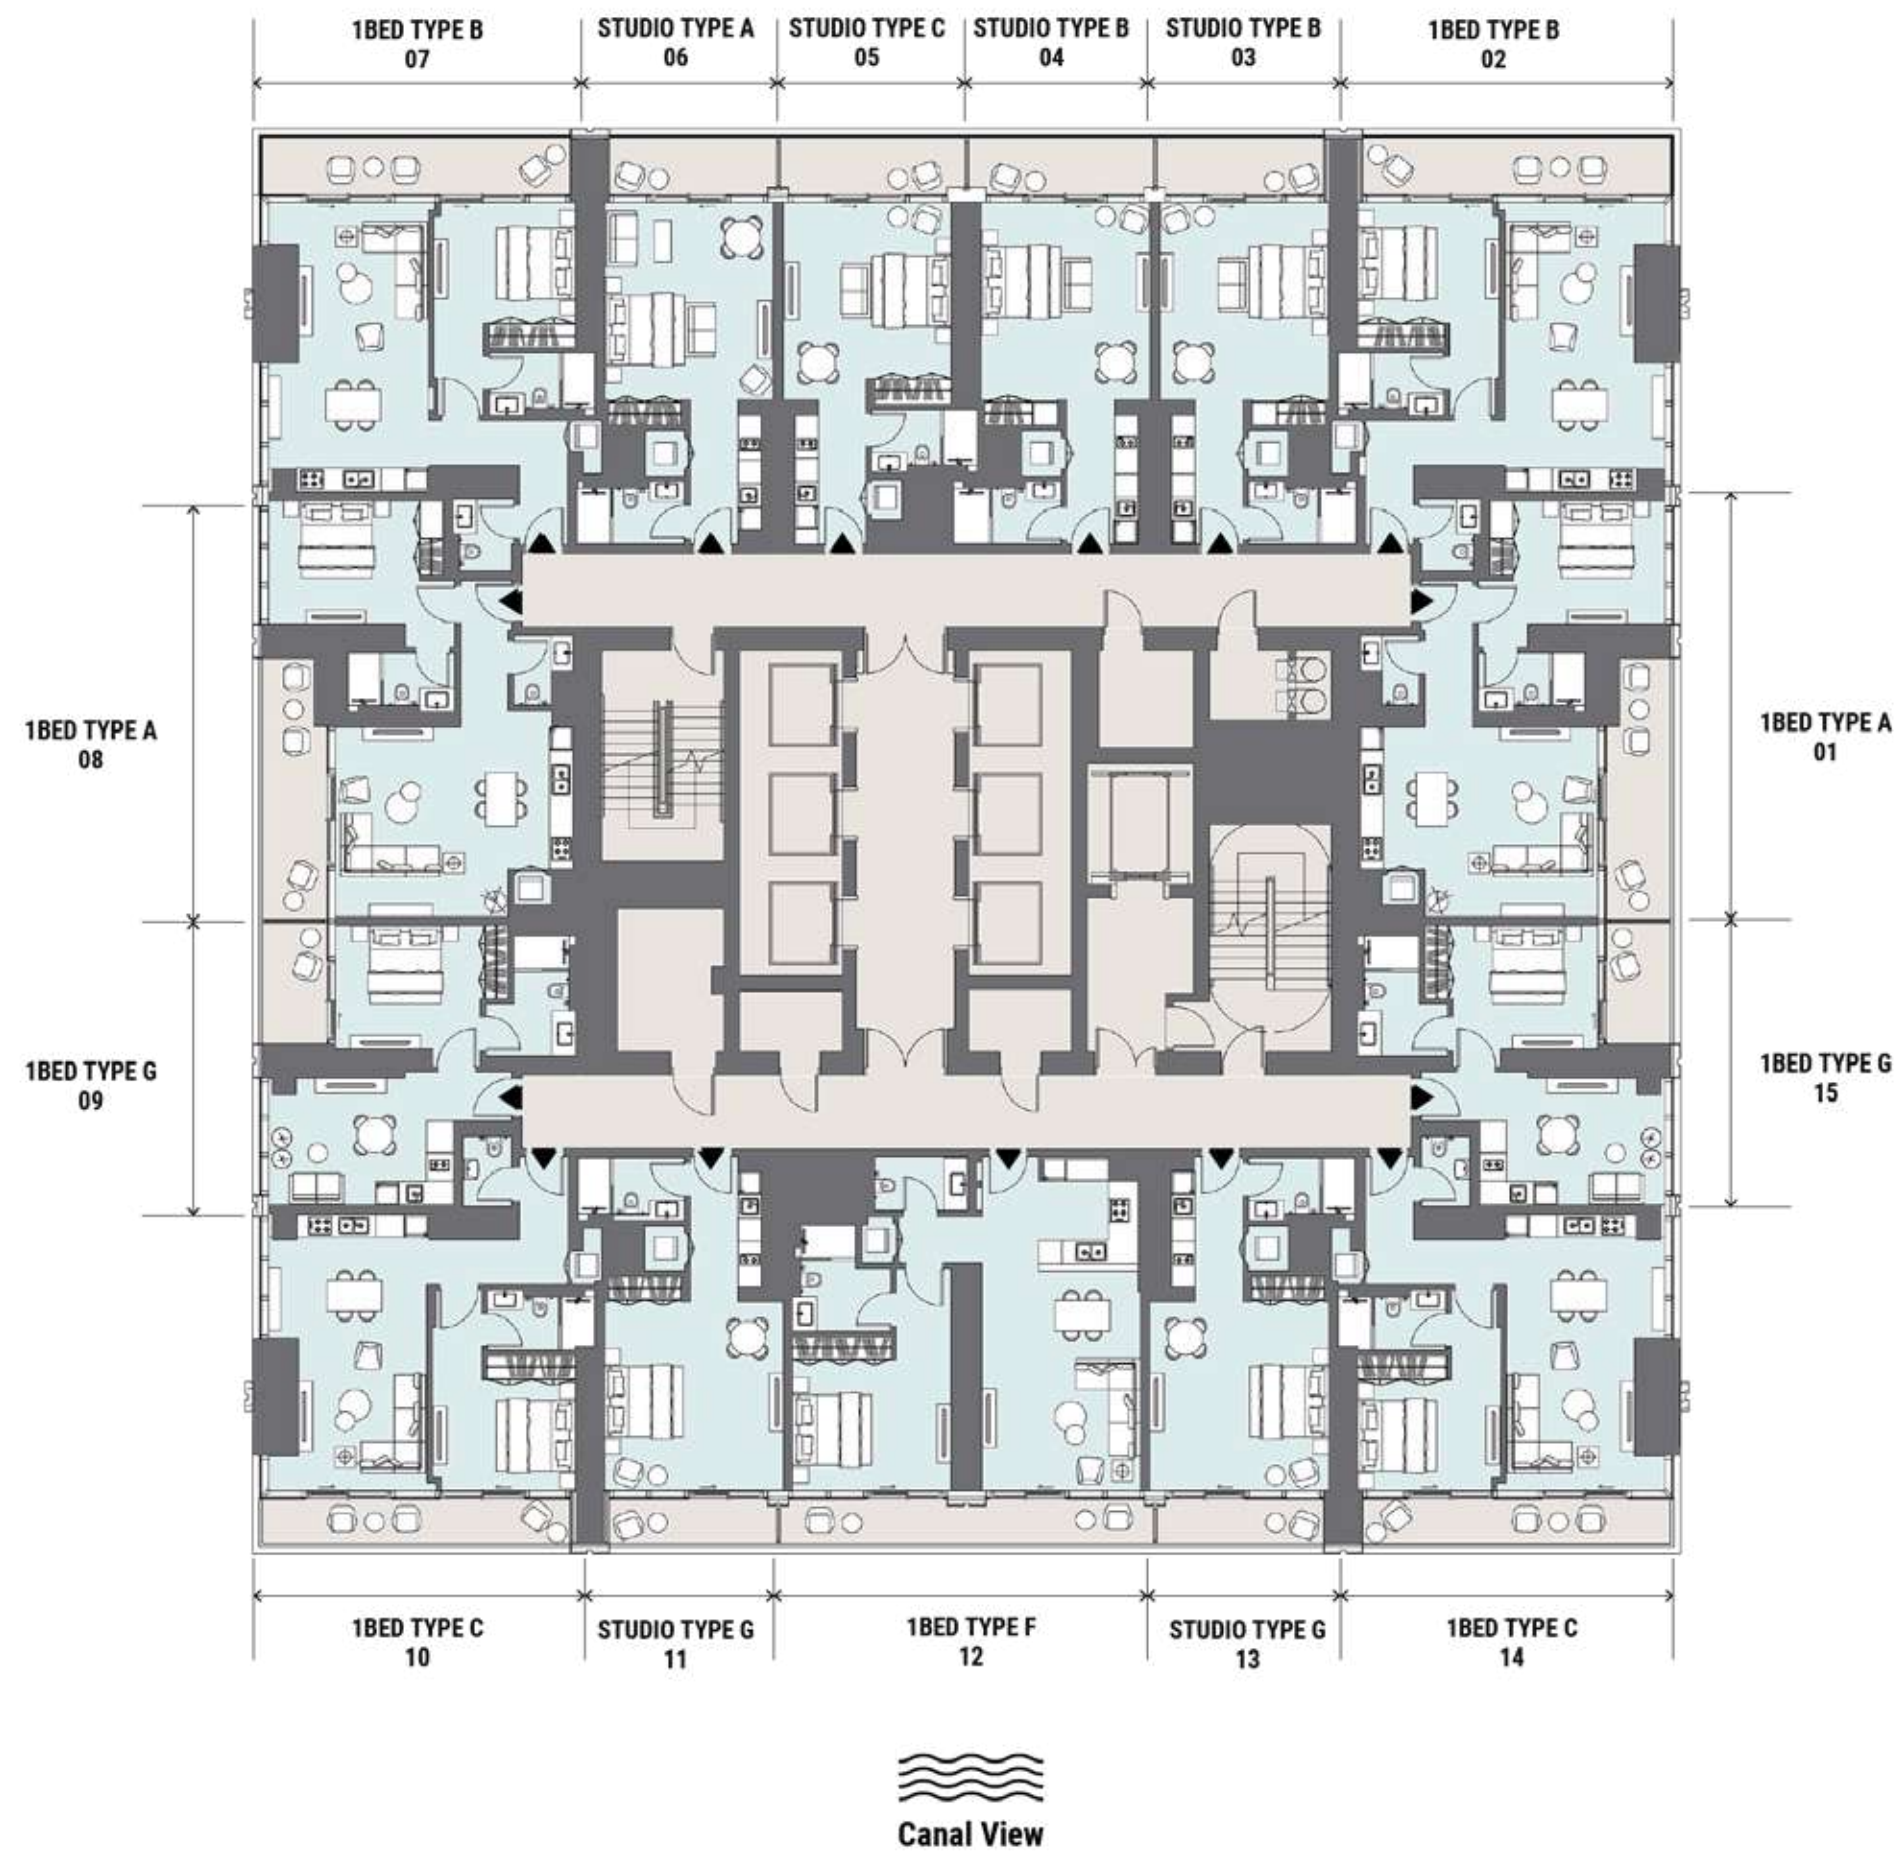 1BED TYPE B
07
STUDIO TYPE A
06
STUDIO TYPE C
05
STUDIO TYPE B
04
STUDIO TYPE B
03
1BED TYPE B
02
1BED TYPE A
08
1BED TYPE A
01
1BED TYPE G
09
1BED TYPE G
15
1BED TYPE C
10
STUDIO TYPE G
11
1BED TYPE F
12
STUDIO TYPE G
13
1BED TYPE C
14
Canal View